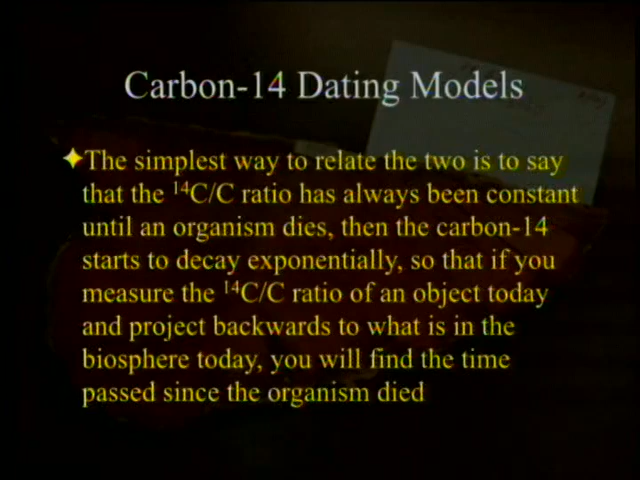 Carbon-14 Dating Models
The simplest way to relate the two is to say
that the ¹⁴C/C ratio has always been constant
until an organism dies, then the carbon-14
starts to decay exponentially, so that if you
measure the ¹⁴C/C ratio of an object today
and project backwards to what is in the
biosphere today, you will find the time
passed since the organism died